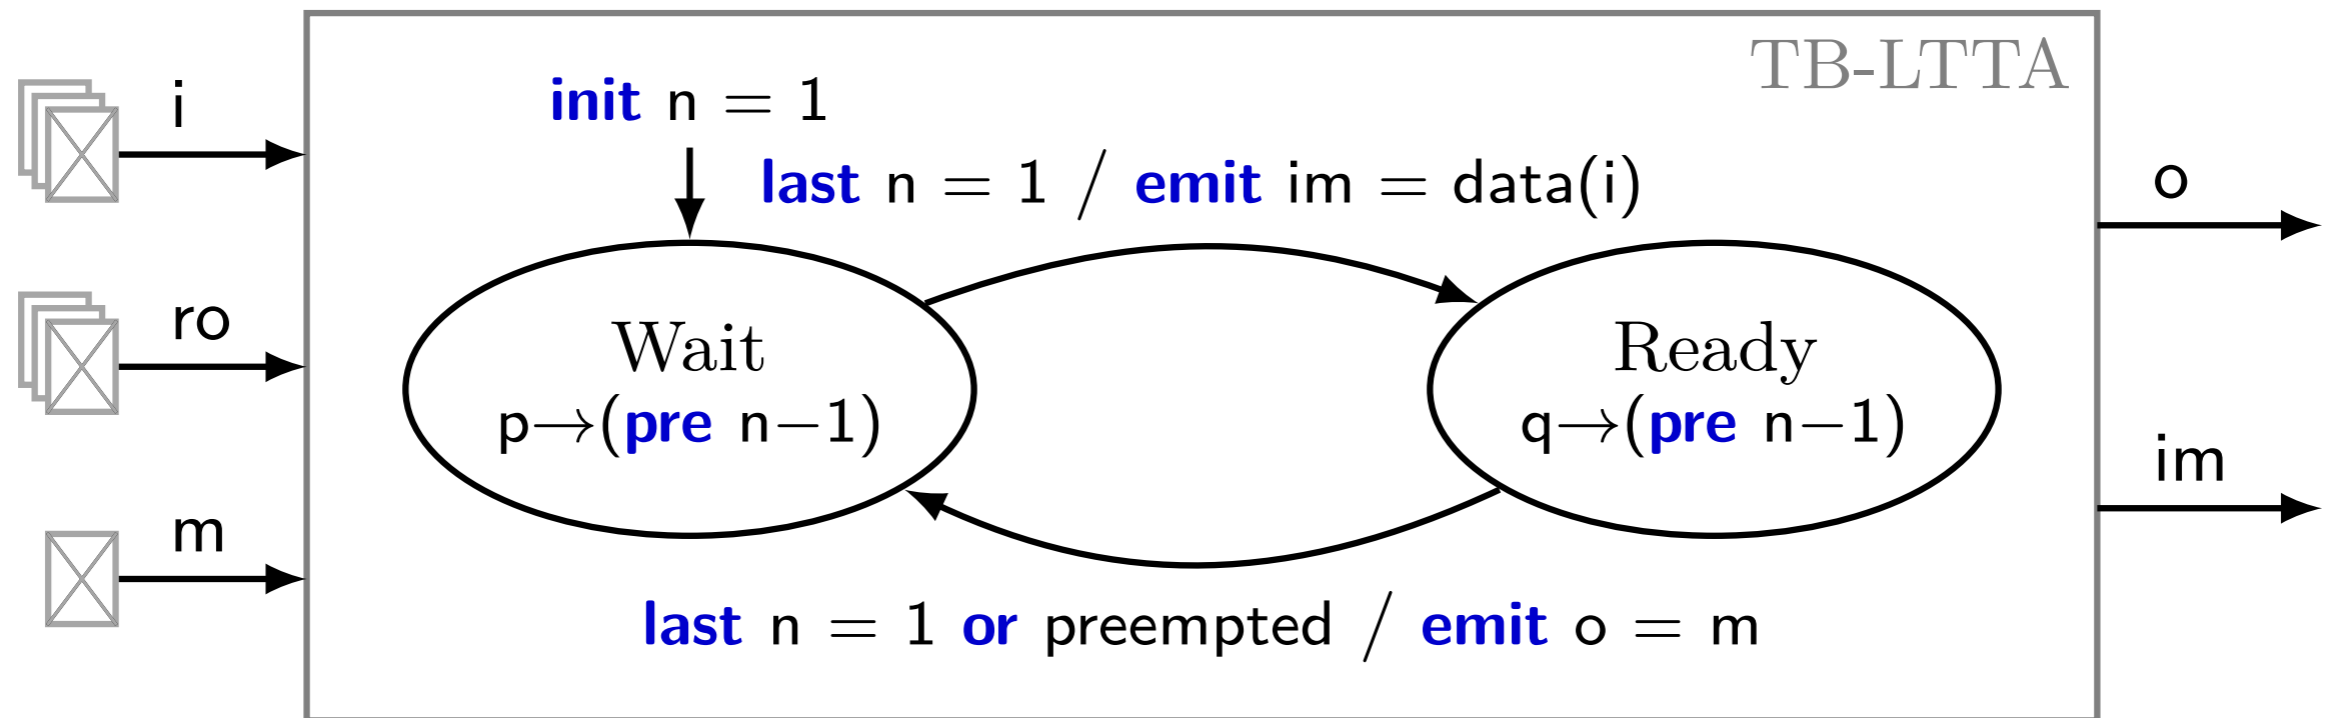 TB-LTTA
i
init n = 1
last n = 1 / emit im = data(i)
o
ro
Wait
p→(pre n−1)
Ready
q→(pre n−1)
im
m
last n = 1 or preempted / emit o = m